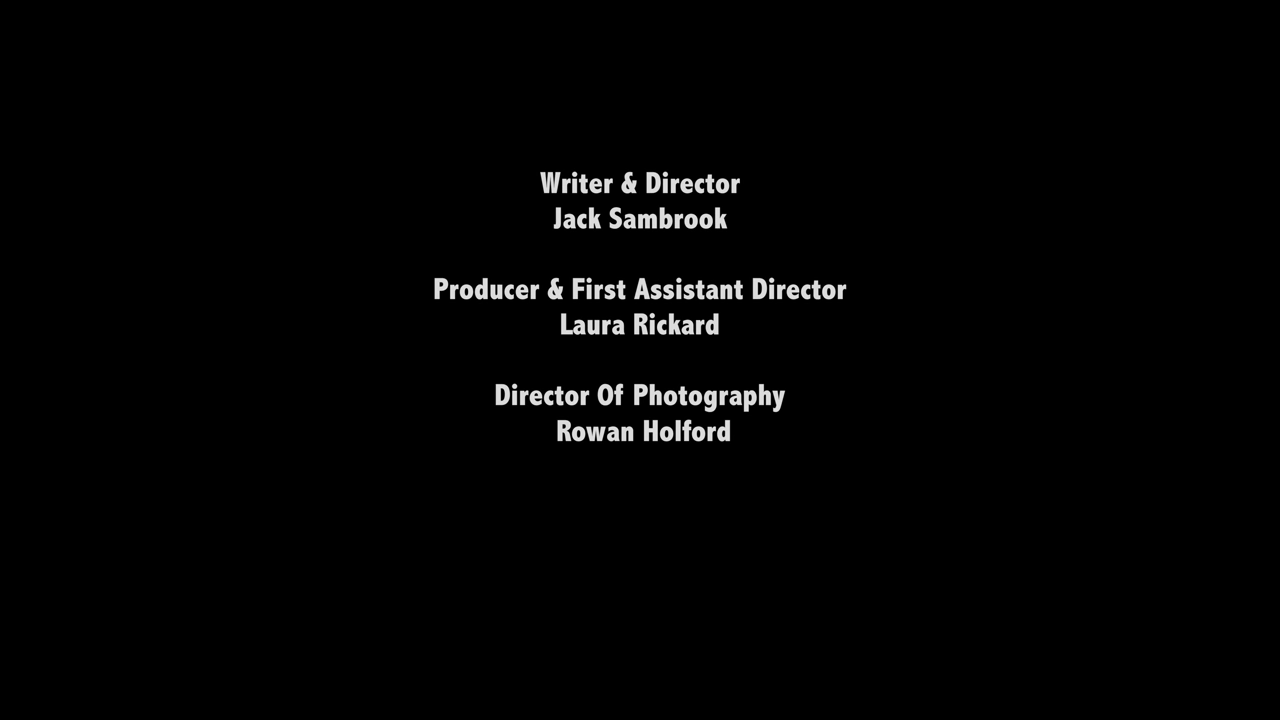 Writer & Director
Jack Sambrook
Producer & First Assistant Director
Laura Rickard
Director Of Photography
Rowan Holford